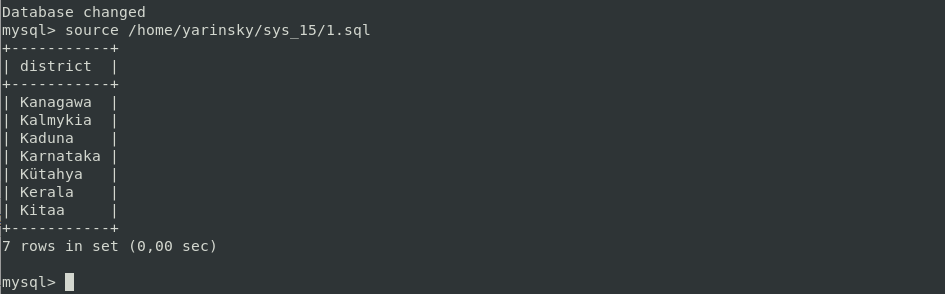 Database changed
mysql> source /home/yarinsky/sys_15/1.sql
+-----------+
| district  |
+-----------+
| Kanagawa  |
| Kalmykia  |
| Kaduna    |
| Karnataka |
| Kütahya   |
| Kerala    |
| Kitaa     |
+-----------+
7 rows in set (0,00 sec)
mysql>